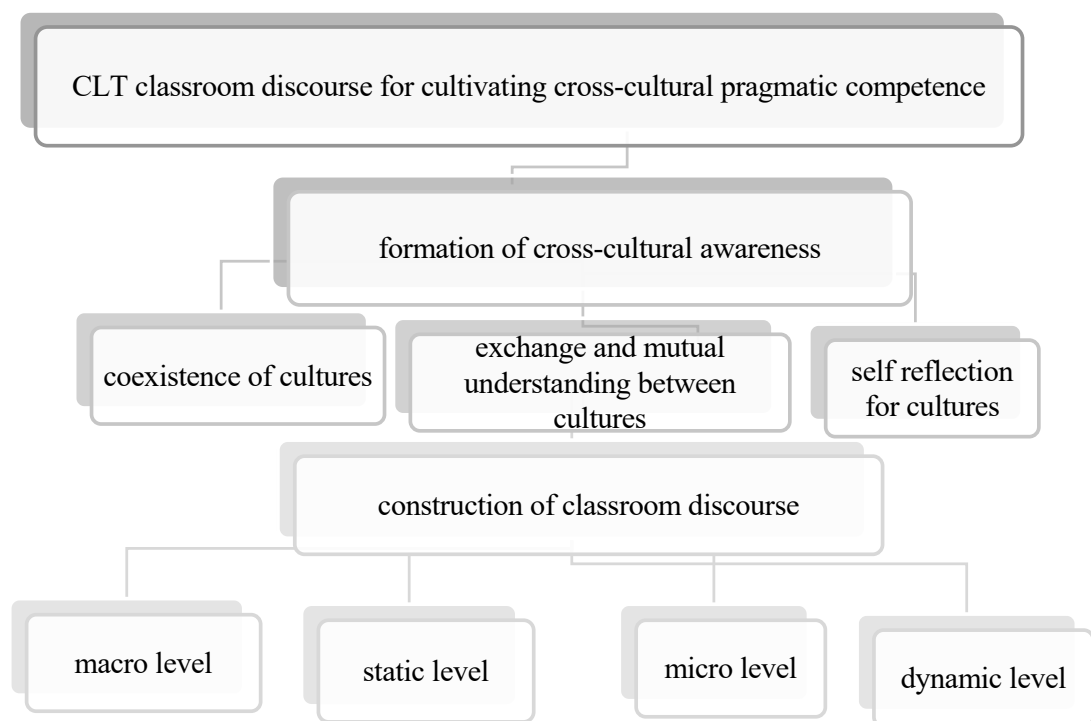 CLT classroom discourse for cultivating cross-cultural pragmatic competence
formation of cross-cultural awareness
coexistence of cultures
exchange and mutual
understanding between
cultures
self reflection
for cultures
construction of classroom discourse
macro level
static level
micro level
dynamic level